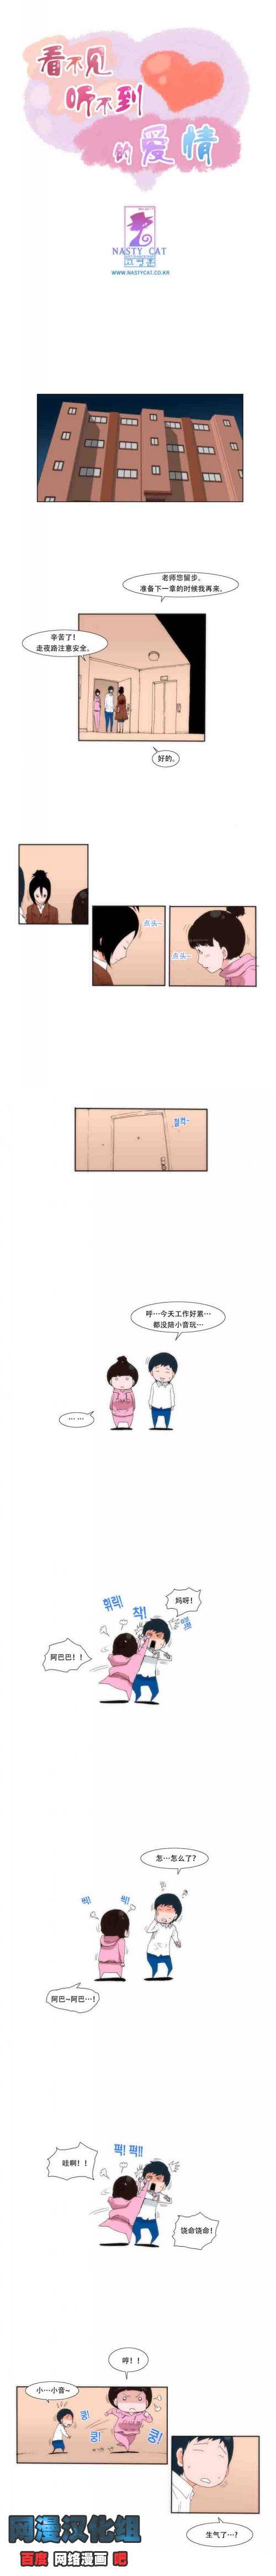 看不见
听不到
的爱情
NASTY CAT
WWW.NASTYCAT.CO.KR
老师您留步。
准备下一章的时候我再来。
辛苦了！
走夜路注意安全。
好的。
点头~
点头~
철컥~
呼…今天工作好累…
都没陪小音玩…
……
휘릭!
착!
妈呀！
阿巴巴！！
怎…怎么了？
씩!
씩!
阿巴~阿巴…！
퍽! 퍽!!
哇啊！！
饶命饶命！
哼！！
小…小音~
쿵!
쿵!
쿵!
生气了…？
网漫汉化组
百度 网络漫画 吧